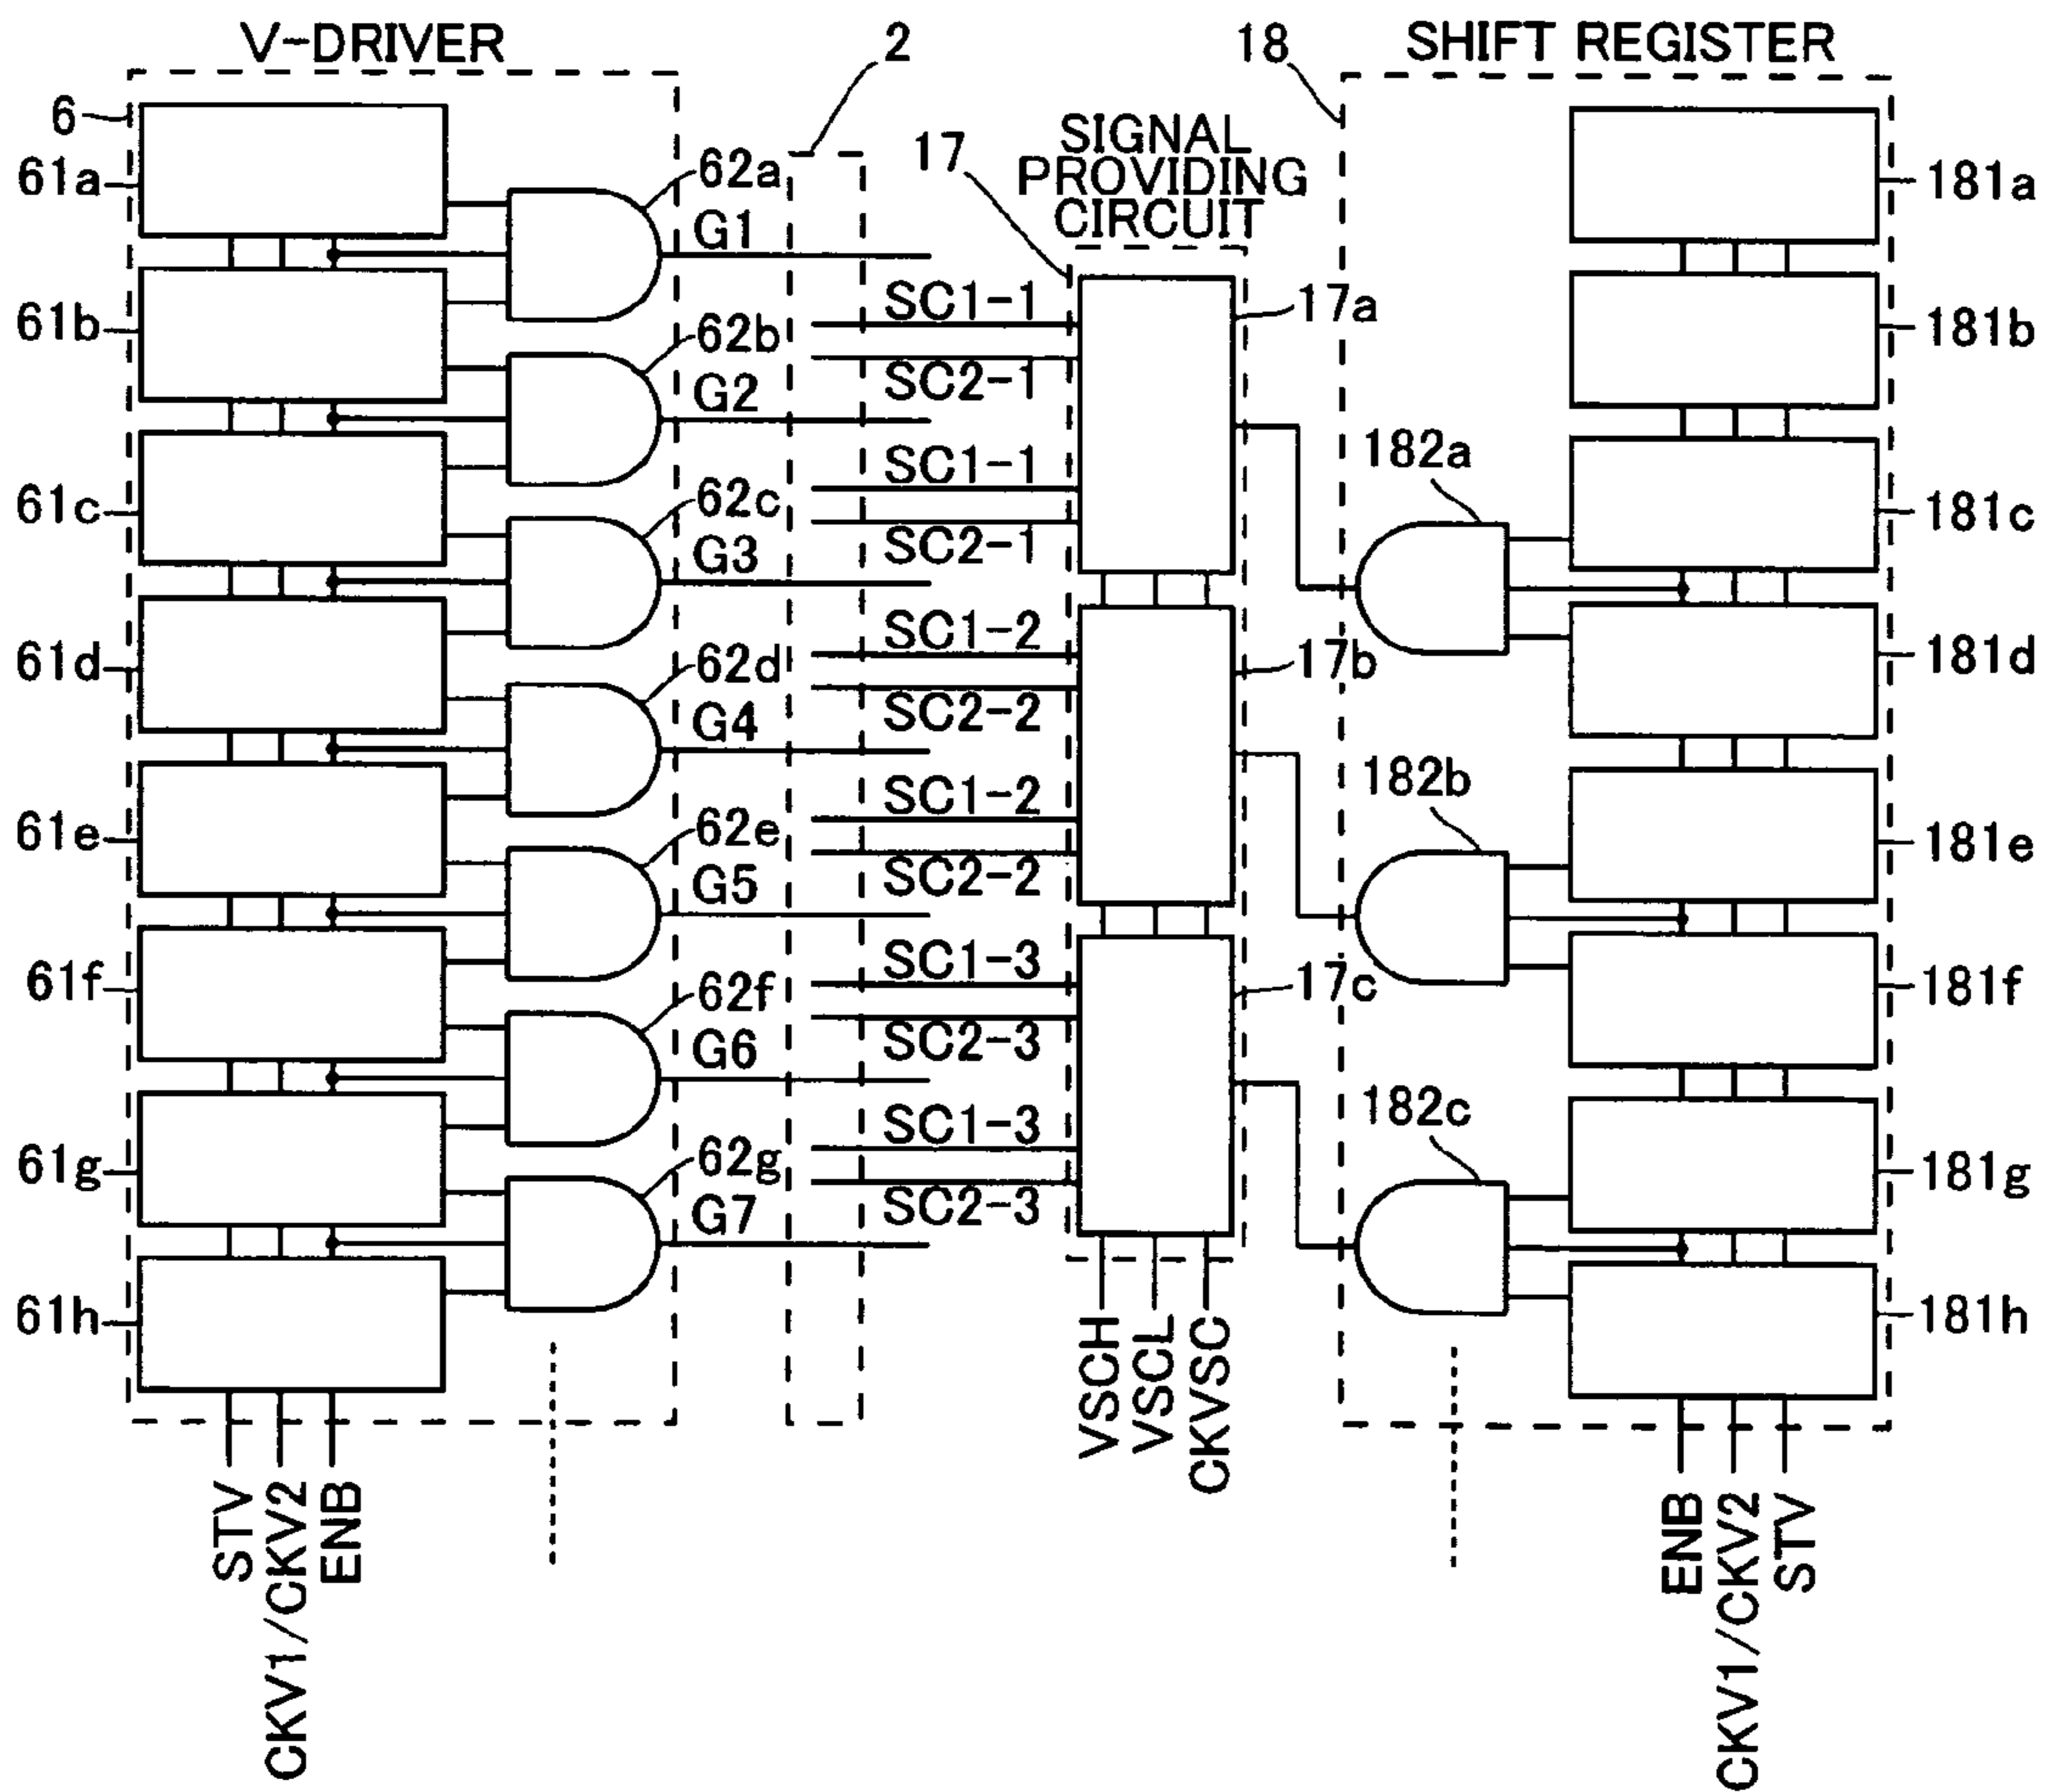 V-DRIVER
2
18
SHIFT REGISTER
6
61a
61b
61c
61d
61e
61f
61g
61h
62a
G1
62b
G2
62c
G3
62d
G4
62e
G5
62f
G6
62g
G7
STV
CKV1/CKV2
ENB
17
SIGNAL
PROVIDING
CIRCUIT
SC1-1
SC2-1
SC1-1
SC2-1
SC1-2
SC2-2
SC1-2
SC2-2
SC1-3
SC2-3
SC1-3
SC2-3
17a
17b
17c
VSCH
VSCL
CKVSC
182a
182b
182c
181a
181b
181c
181d
181e
181f
181g
181h
ENB
CKV1/CKV2
STV